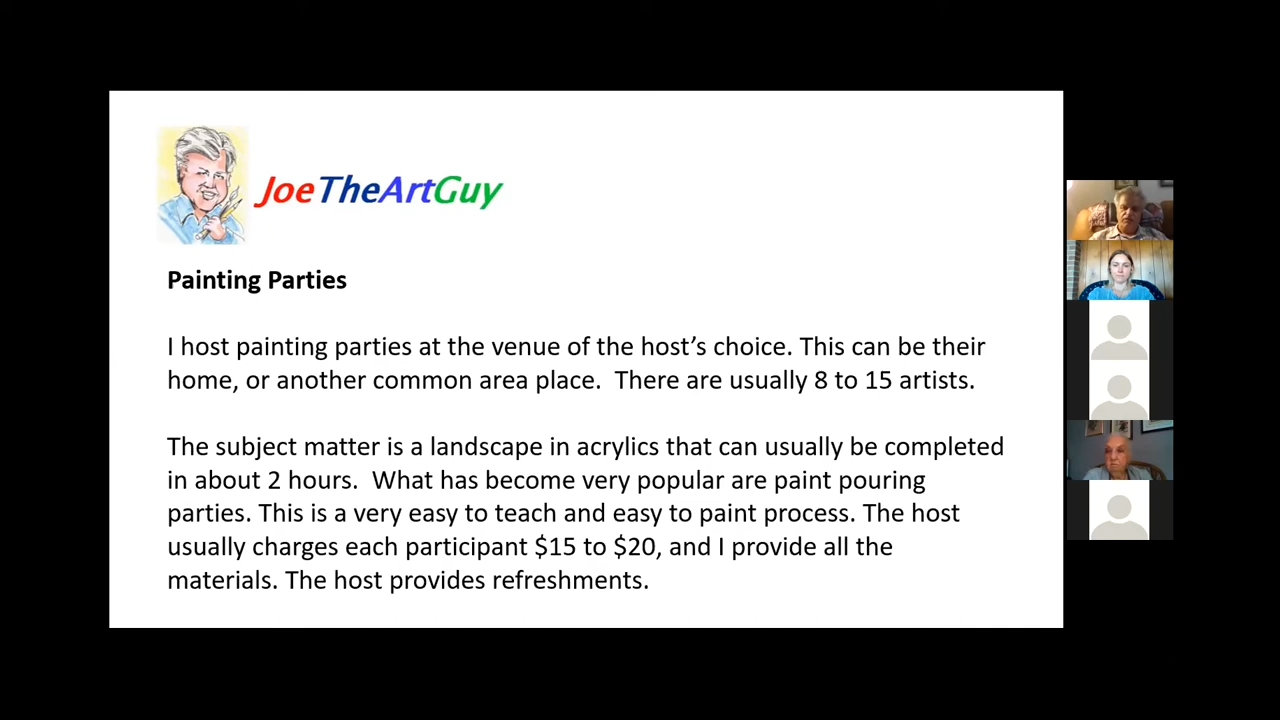 JoeTheArtGuy
Painting Parties
I host painting parties at the venue of the host’s choice. This can be their
home, or another common area place.  There are usually 8 to 15 artists.
The subject matter is a landscape in acrylics that can usually be completed
in about 2 hours.  What has become very popular are paint pouring
parties. This is a very easy to teach and easy to paint process. The host
usually charges each participant $15 to $20, and I provide all the
materials. The host provides refreshments.